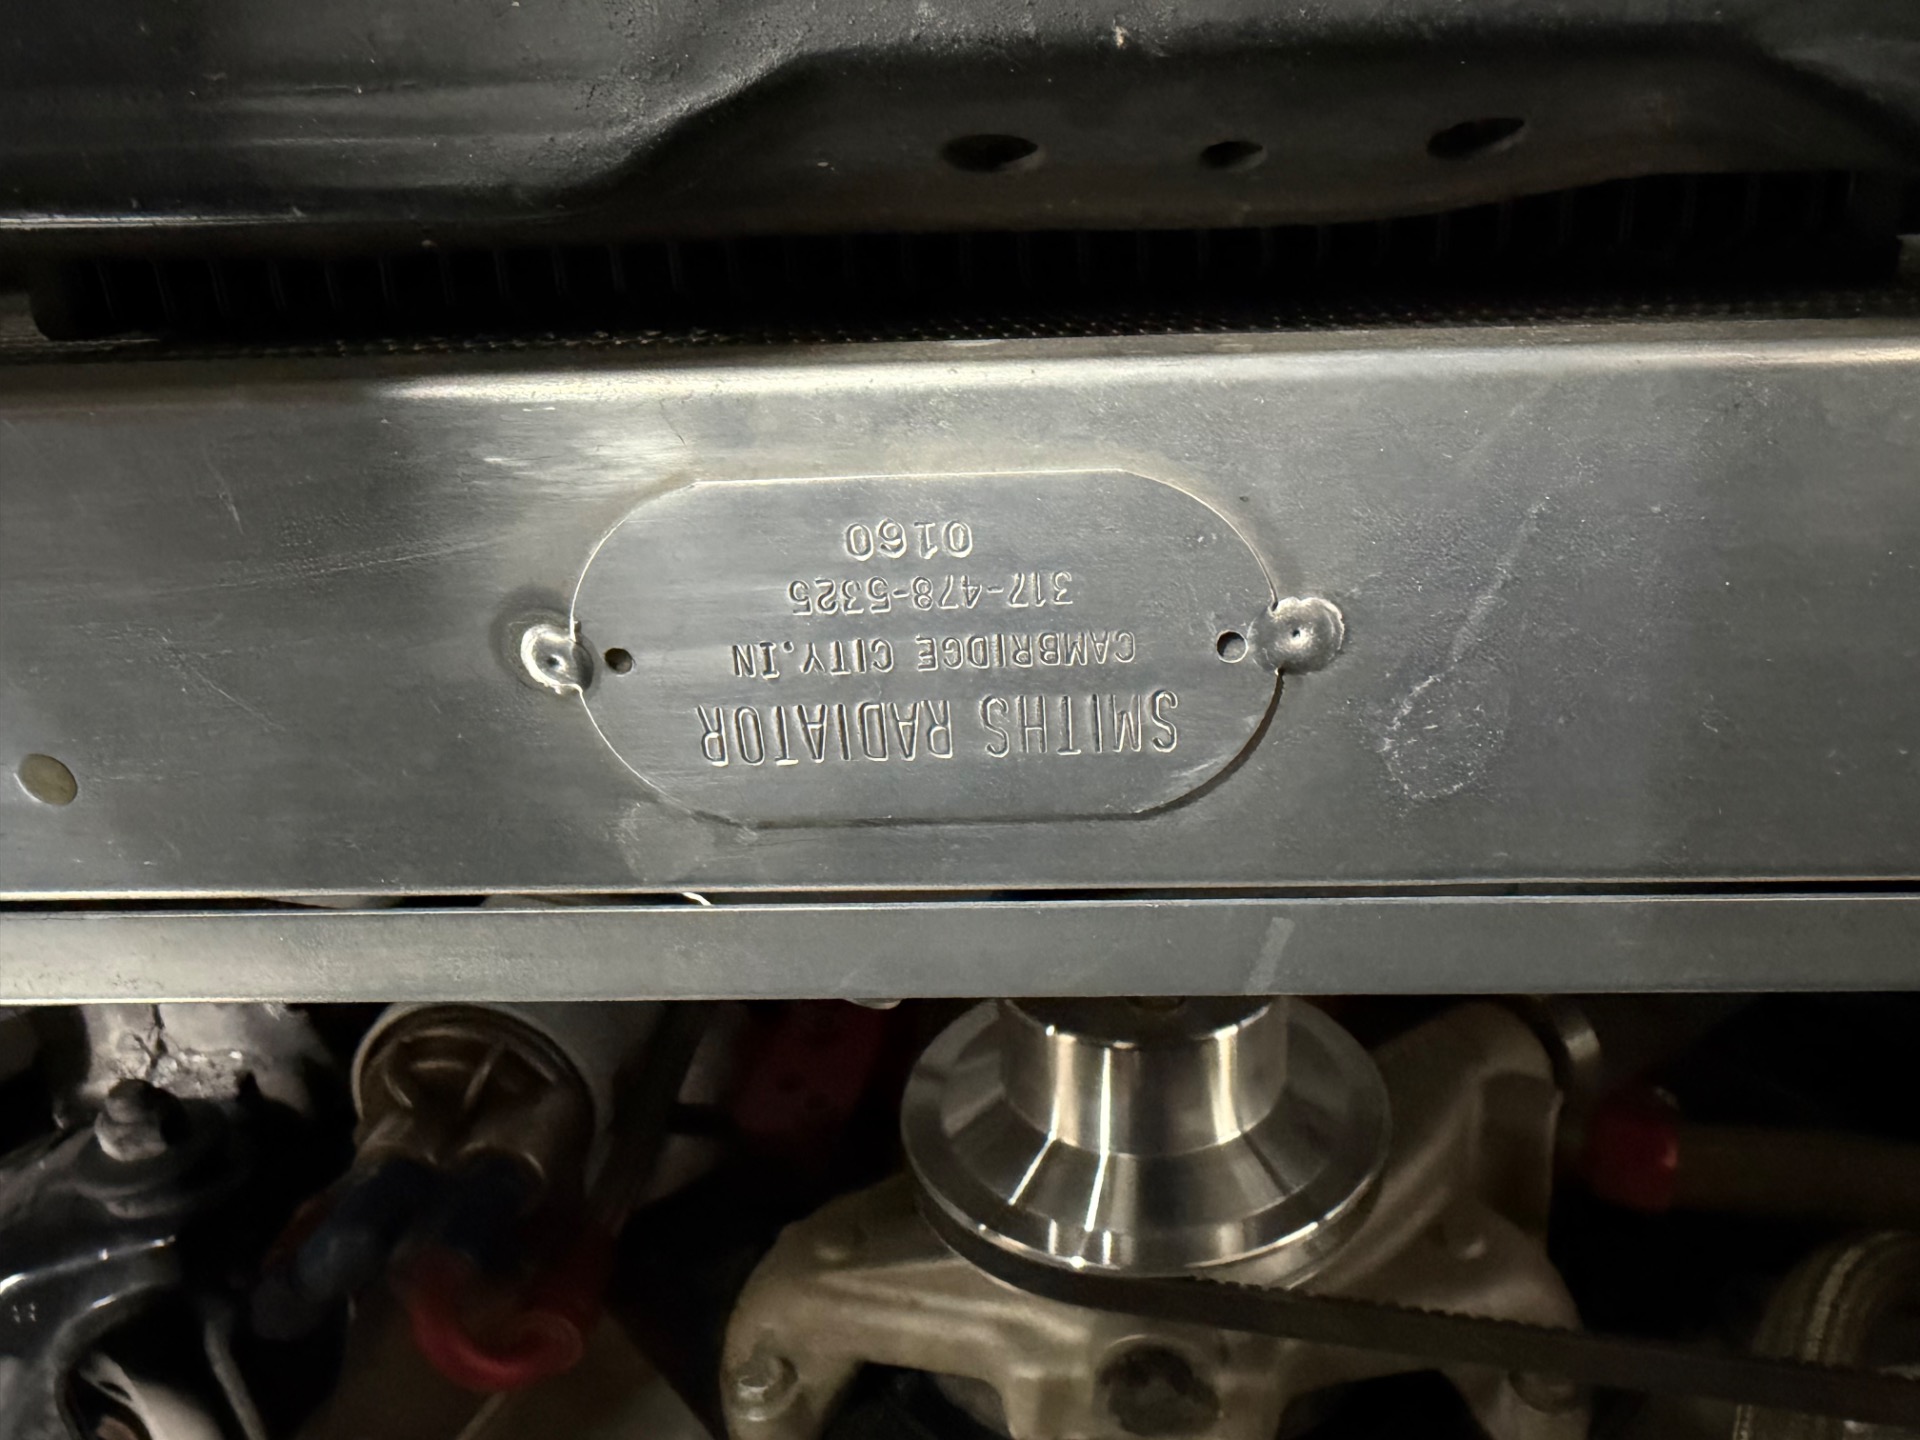 SMITHS RADIATOR
CAMBRIDGE CITY.IN
317-478-5325
0160